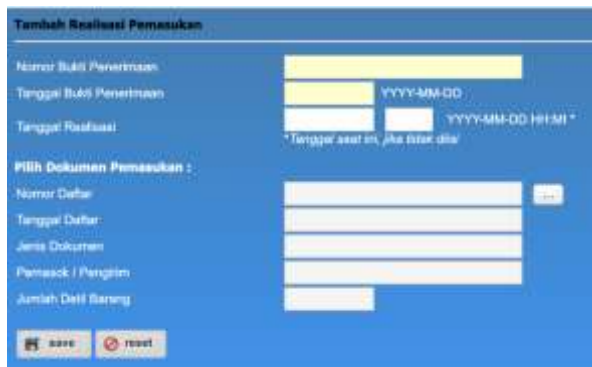 Tambah Realisasi Pemasukan
Nomor Bukti Penerimaan
Tanggal Bukti Penerimaan YYYY-MM-DD
Tanggal Realisasi YYYY-MM-DD HH:MI *
*Tanggal saat ini, jika tidak diisi
Pilih Dokumen Pemasukan :
Nomor Daftar ...
Tanggal Daftar
Jenis Dokumen
Pemasok / Pengirim
Jumlah Detil Barang
save reset